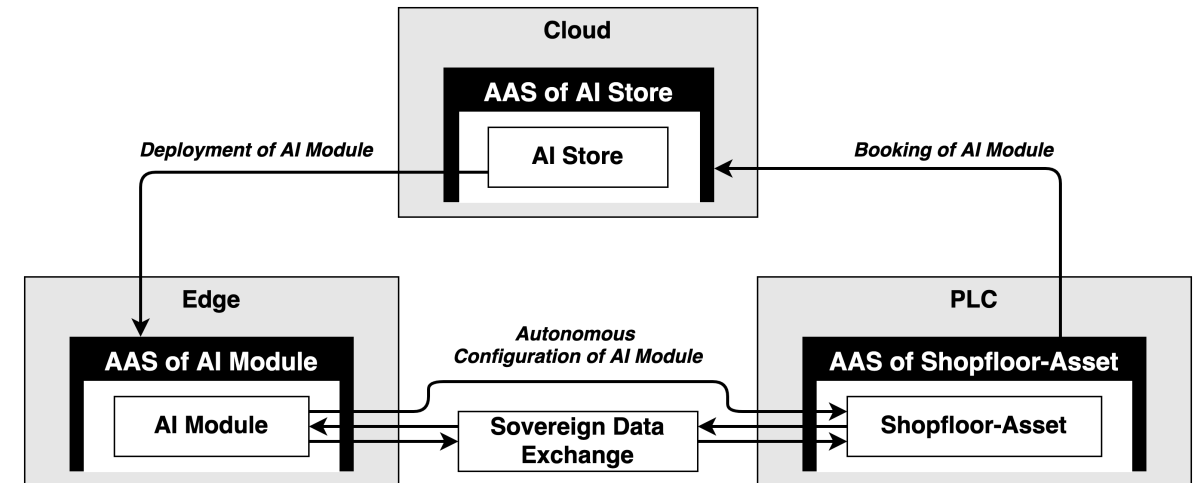 Cloud
AAS of AI Store
AI Store
Deployment of AI Module
Booking of AI Module
Edge
AAS of AI Module
AI Module
Autonomous
Configuration of AI Module
Sovereign Data
Exchange
PLC
AAS of Shopfloor-Asset
Shopfloor-Asset